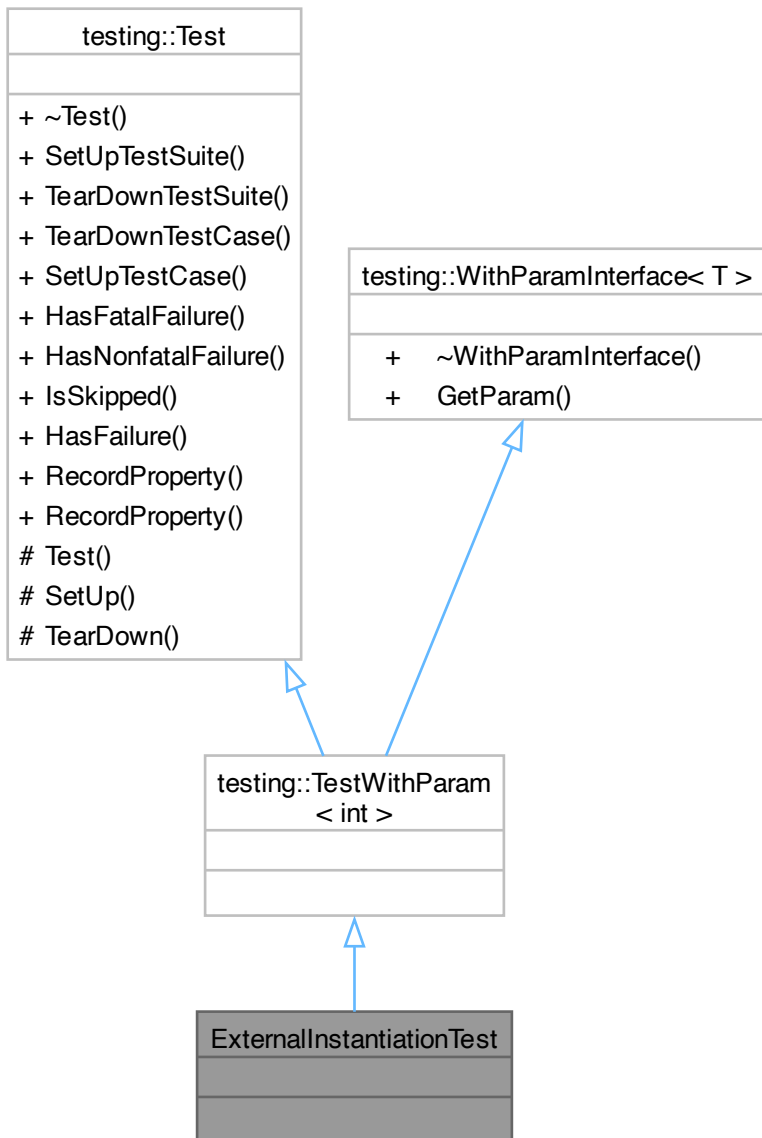 testing::Test
+ ~Test()
+ SetUpTestSuite()
+ TearDownTestSuite()
+ TearDownTestCase()
+ SetUpTestCase()
+ HasFatalFailure()
+ HasNonfatalFailure()
+ IsSkipped()
+ HasFailure()
+ RecordProperty()
+ RecordProperty()
# Test()
# SetUp()
# TearDown()
testing::WithParamInterface< T >
+ ~WithParamInterface()
+ GetParam()
testing::TestWithParam
< int >
ExternalInstantiationTest